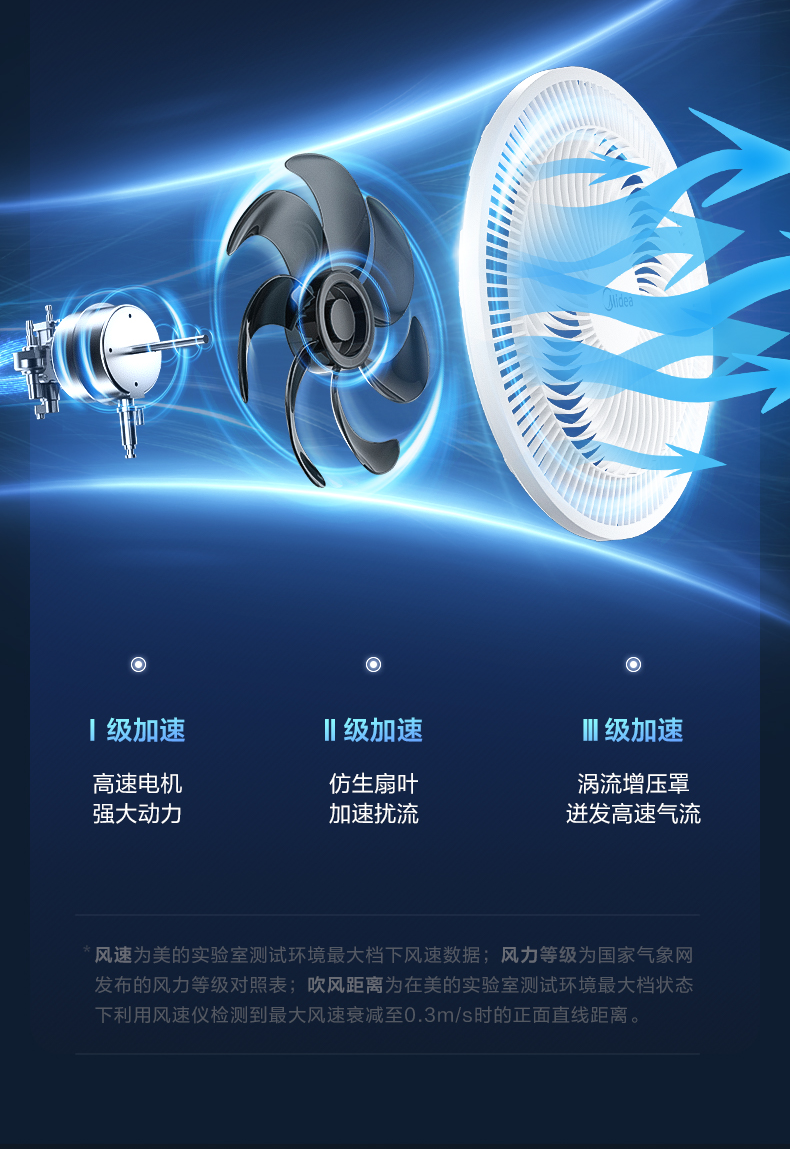 Midea
Ⅰ 级加速
Ⅱ 级加速
Ⅲ 级加速
高速电机
强大动力
仿生扇叶
加速扰流
涡流增压罩
迸发高速气流
*风速为美的实验室测试环境最大档下风速数据；风力等级为国家气象网
发布的风力等级对照表；吹风距离为在美的实验室测试环境最大档状态
下利用风速仪检测到最大风速衰减至0.3m/s时的正面直线距离。